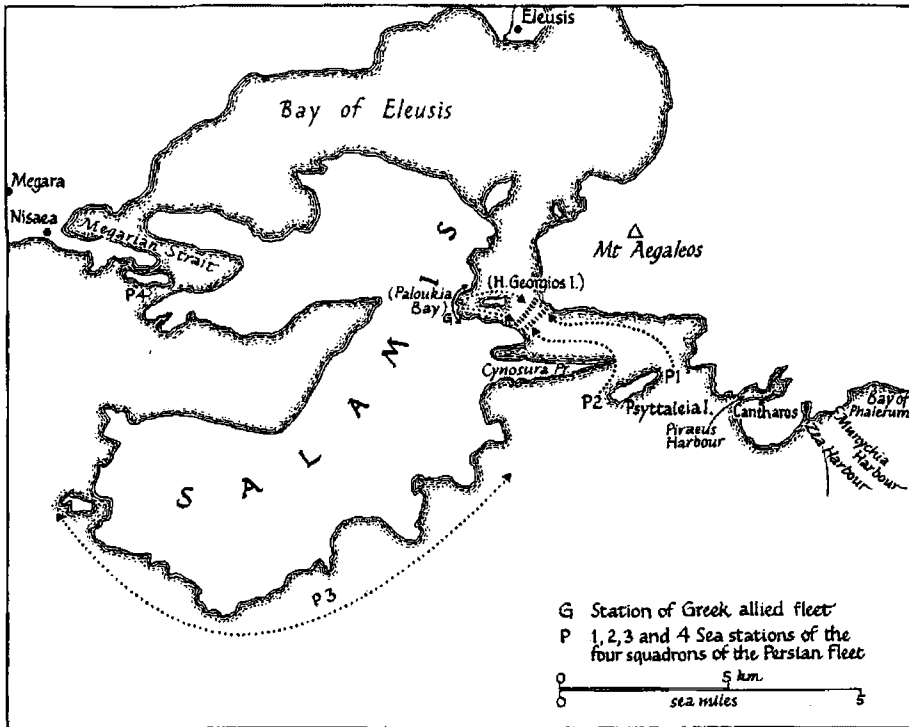 Eleusis
Bay of Eleusis
Megara
Nisaea
Megarian Strait
Mt Aegaleos
(H. Georgios I.)
(Paloukia
Bay)
G
P4
SALAMIS
Cynosura Pr.
P1
P2
Psyttaleia I.
Piraeus
Harbour
Cantharos
Bay of
Phalerum
Zea Harbour
Munychia
Harbour
P3
G Station of Greek allied fleet
P 1, 2, 3 and 4 Sea stations of the
four squadrons of the Persian fleet
0 5 km.
0 sea miles 5